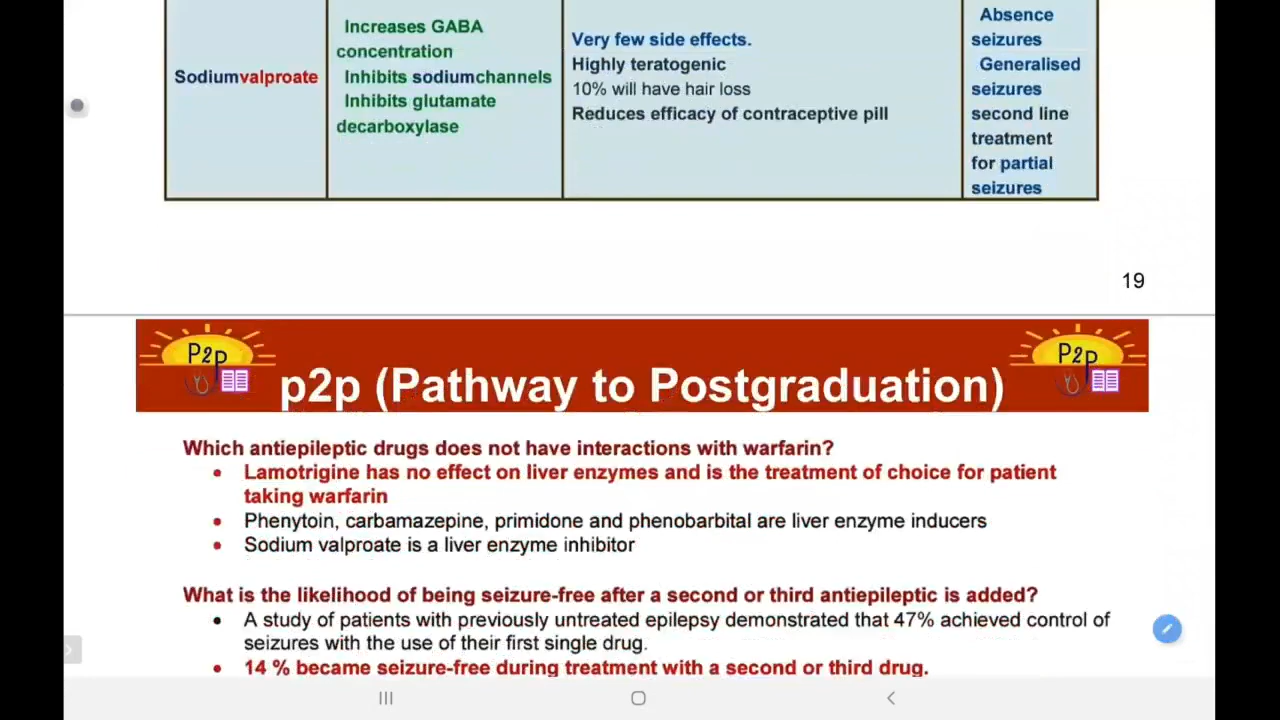 Sodiumvalproate
Increases GABA
concentration
Inhibits sodiumchannels
Inhibits glutamate
decarboxylase
Very few side effects.
Highly teratogenic
10% will have hair loss
Reduces efficacy of contraceptive pill
Absence
seizures
Generalised
seizures
second line
treatment
for partial
seizures
19
P2P
P2P
p2p (Pathway to Postgraduation)
Which antiepileptic drugs does not have interactions with warfarin?
• Lamotrigine has no effect on liver enzymes and is the treatment of choice for patient
taking warfarin
• Phenytoin, carbamazepine, primidone and phenobarbital are liver enzyme inducers
• Sodium valproate is a liver enzyme inhibitor
What is the likelihood of being seizure-free after a second or third antiepileptic is added?
• A study of patients with previously untreated epilepsy demonstrated that 47% achieved control of
seizures with the use of their first single drug.
• 14 % became seizure-free during treatment with a second or third drug.